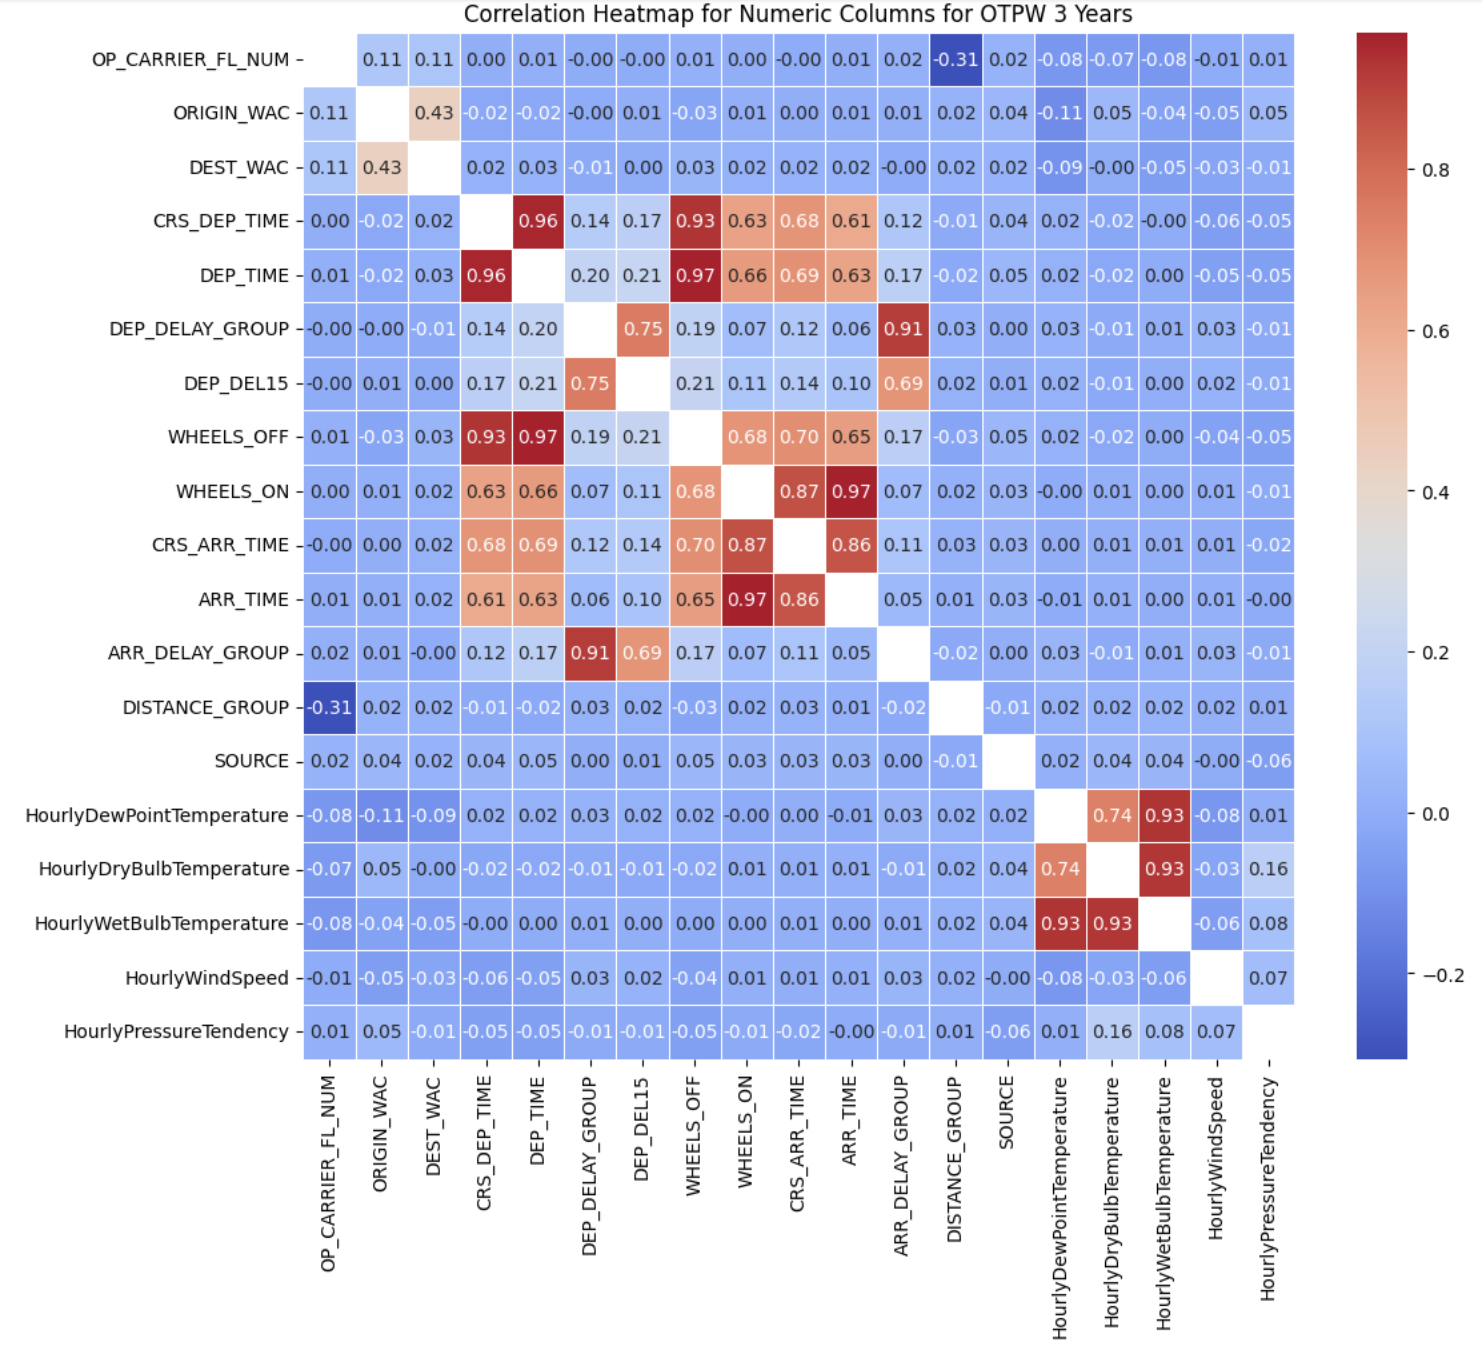 Correlation Heatmap for Numeric Columns for OTPW 3 Years
OP_CARRIER_FL_NUM 0.11 0.11 0.00 0.01 -0.00 -0.00 0.01 0.00 -0.00 0.01 0.02 -0.31 0.02 -0.08 -0.07 -0.08 -0.01 0.01
ORIGIN_WAC 0.11 0.43 -0.02 -0.02 -0.00 0.01 -0.03 0.01 0.00 0.01 0.01 0.02 0.04 -0.11 0.05 -0.04 -0.05 0.05
DEST_WAC 0.11 0.43 0.02 0.03 -0.01 0.00 0.03 0.02 0.02 0.02 -0.00 0.02 0.02 -0.09 -0.00 -0.05 -0.03 -0.01
CRS_DEP_TIME 0.00 -0.02 0.02 0.96 0.14 0.17 0.93 0.63 0.68 0.61 0.12 -0.01 0.04 0.02 -0.02 -0.00 -0.06 -0.05
DEP_TIME 0.01 -0.02 0.03 0.96 0.20 0.21 0.97 0.66 0.69 0.63 0.17 -0.02 0.05 0.02 -0.02 0.00 -0.05 -0.05
DEP_DELAY_GROUP -0.00 -0.00 -0.01 0.14 0.20 0.75 0.19 0.07 0.12 0.06 0.91 0.03 0.00 0.03 -0.01 0.01 0.03 -0.01
DEP_DEL15 -0.00 0.01 0.00 0.17 0.21 0.75 0.21 0.11 0.14 0.10 0.69 0.02 0.01 0.02 -0.01 0.00 0.02 -0.01
WHEELS_OFF 0.01 -0.03 0.03 0.93 0.97 0.19 0.21 0.68 0.70 0.65 0.17 -0.03 0.05 0.02 -0.02 0.00 -0.04 -0.05
WHEELS_ON 0.00 0.01 0.02 0.63 0.66 0.07 0.11 0.68 0.87 0.97 0.07 0.02 0.03 -0.00 0.01 0.00 0.01 -0.01
CRS_ARR_TIME -0.00 0.00 0.02 0.68 0.69 0.12 0.14 0.70 0.87 0.86 0.11 0.03 0.03 0.00 0.01 0.01 0.01 -0.02
ARR_TIME 0.01 0.01 0.02 0.61 0.63 0.06 0.10 0.65 0.97 0.86 0.05 0.01 0.03 -0.01 0.01 0.00 0.01 -0.00
ARR_DELAY_GROUP 0.02 0.01 -0.00 0.12 0.17 0.91 0.69 0.17 0.07 0.11 0.05 -0.02 0.00 0.03 -0.01 0.01 0.03 -0.01
DISTANCE_GROUP -0.31 0.02 0.02 -0.01 -0.02 0.03 0.02 -0.03 0.02 0.03 0.01 -0.02 -0.01 0.02 0.02 0.02 0.02 0.01
SOURCE 0.02 0.04 0.02 0.04 0.05 0.00 0.01 0.05 0.03 0.03 0.03 0.00 -0.01 0.02 0.04 0.04 -0.00 -0.06
HourlyDewPointTemperature -0.08 -0.11 -0.09 0.02 0.02 0.03 0.02 0.02 -0.00 0.00 -0.01 0.03 0.02 0.02 0.74 0.93 -0.08 0.01
HourlyDryBulbTemperature -0.07 0.05 -0.00 -0.02 -0.02 -0.01 -0.01 -0.02 0.01 0.01 0.01 -0.01 0.02 0.04 0.74 0.93 -0.03 0.16
HourlyWetBulbTemperature -0.08 -0.04 -0.05 -0.00 0.00 0.01 0.00 0.00 0.00 0.01 0.00 0.01 0.02 0.04 0.93 0.93 -0.06 0.08
HourlyWindSpeed -0.01 -0.05 -0.03 -0.06 -0.05 0.03 0.02 -0.04 0.01 0.01 0.01 0.03 0.02 -0.00 -0.08 -0.03 -0.06 0.07
HourlyPressureTendency 0.01 0.05 -0.01 -0.05 -0.05 -0.01 -0.01 -0.05 -0.01 -0.02 -0.00 -0.01 0.01 -0.06 0.01 0.16 0.08 0.07
OP_CARRIER_FL_NUM
ORIGIN_WAC
DEST_WAC
CRS_DEP_TIME
DEP_TIME
DEP_DELAY_GROUP
DEP_DEL15
WHEELS_OFF
WHEELS_ON
CRS_ARR_TIME
ARR_TIME
ARR_DELAY_GROUP
DISTANCE_GROUP
SOURCE
HourlyDewPointTemperature
HourlyDryBulbTemperature
HourlyWetBulbTemperature
HourlyWindSpeed
HourlyPressureTendency
0.8
0.6
0.4
0.2
0.0
−0.2